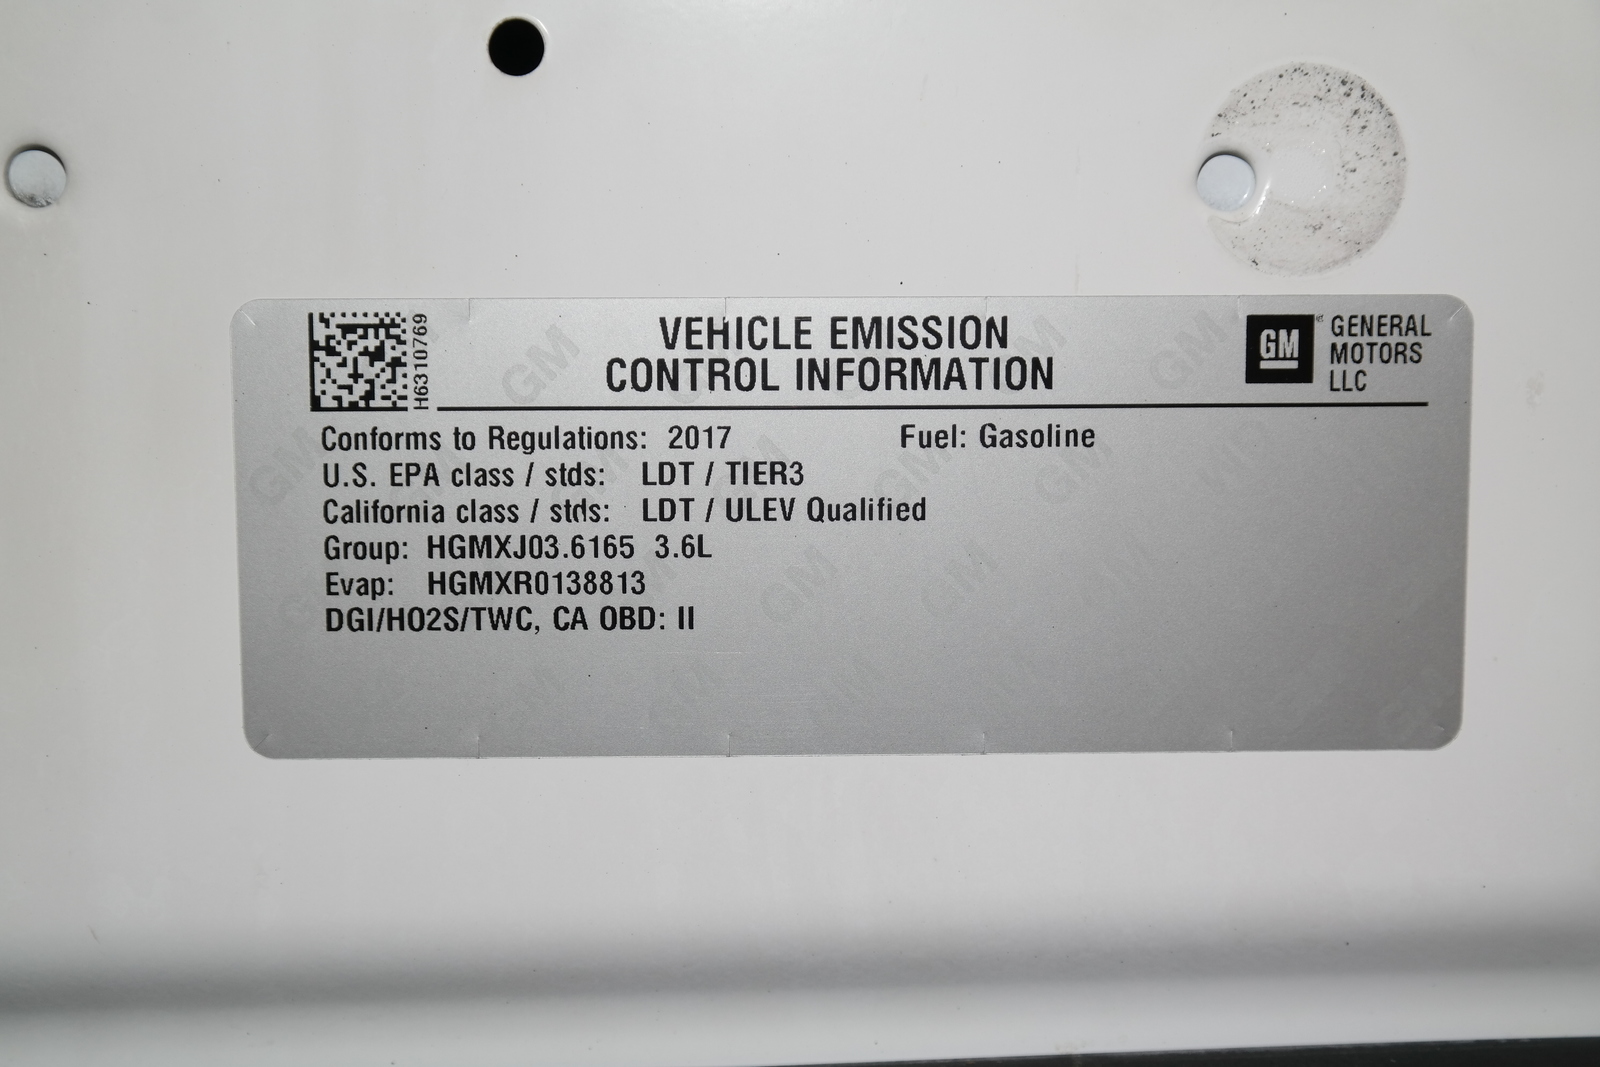 H6310769
VEHICLE EMISSION
CONTROL INFORMATION
GM
GENERAL
MOTORS
LLC
Conforms to Regulations: 2017 Fuel: Gasoline
U.S. EPA class / stds: LDT / TIER3
California class / stds: LDT / ULEV Qualified
Group: HGMXJ03.6165 3.6L
Evap: HGMXR0138813
DGI/HO2S/TWC, CA OBD: II